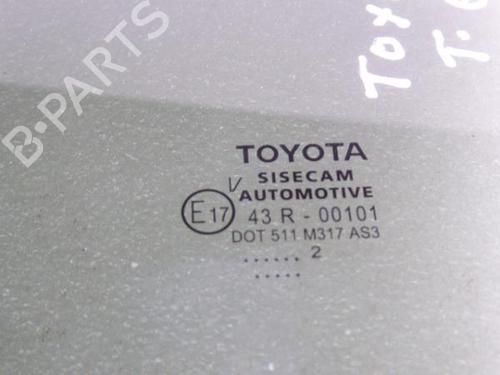 B-PARTS
TOYOTA
V SISECAM
AUTOMOTIVE
E17 43 R - 00101
DOT 511 M317 AS3
...... 2
.....